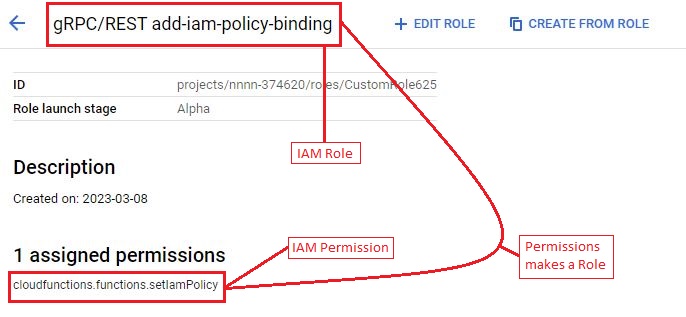 gRPC/REST add-iam-policy-binding
EDIT ROLE
CREATE FROM ROLE
ID projects/nnnn-374620/roles/CustomRole625
Role launch stage Alpha
IAM Role
Description
Created on: 2023-03-08
1 assigned permissions
IAM Permission
Permissions
makes a Role
cloudfunctions.functions.setIamPolicy